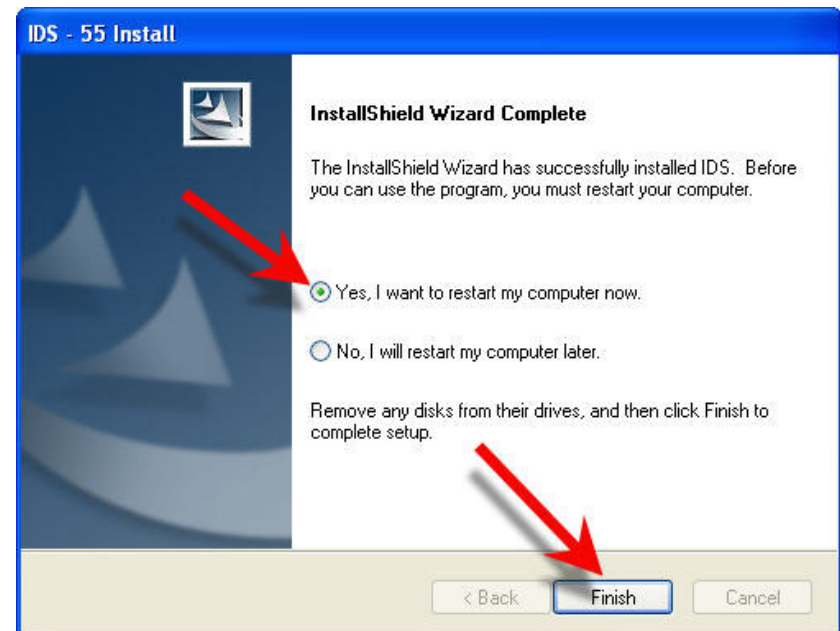 IDS - 55 Install
InstallShield Wizard Complete
The InstallShield Wizard has successfully installed IDS. Before
you can use the program, you must restart your computer.
Yes, I want to restart my computer now.
No, I will restart my computer later.
Remove any disks from their drives, and then click Finish to
complete setup.
< Back Finish Cancel